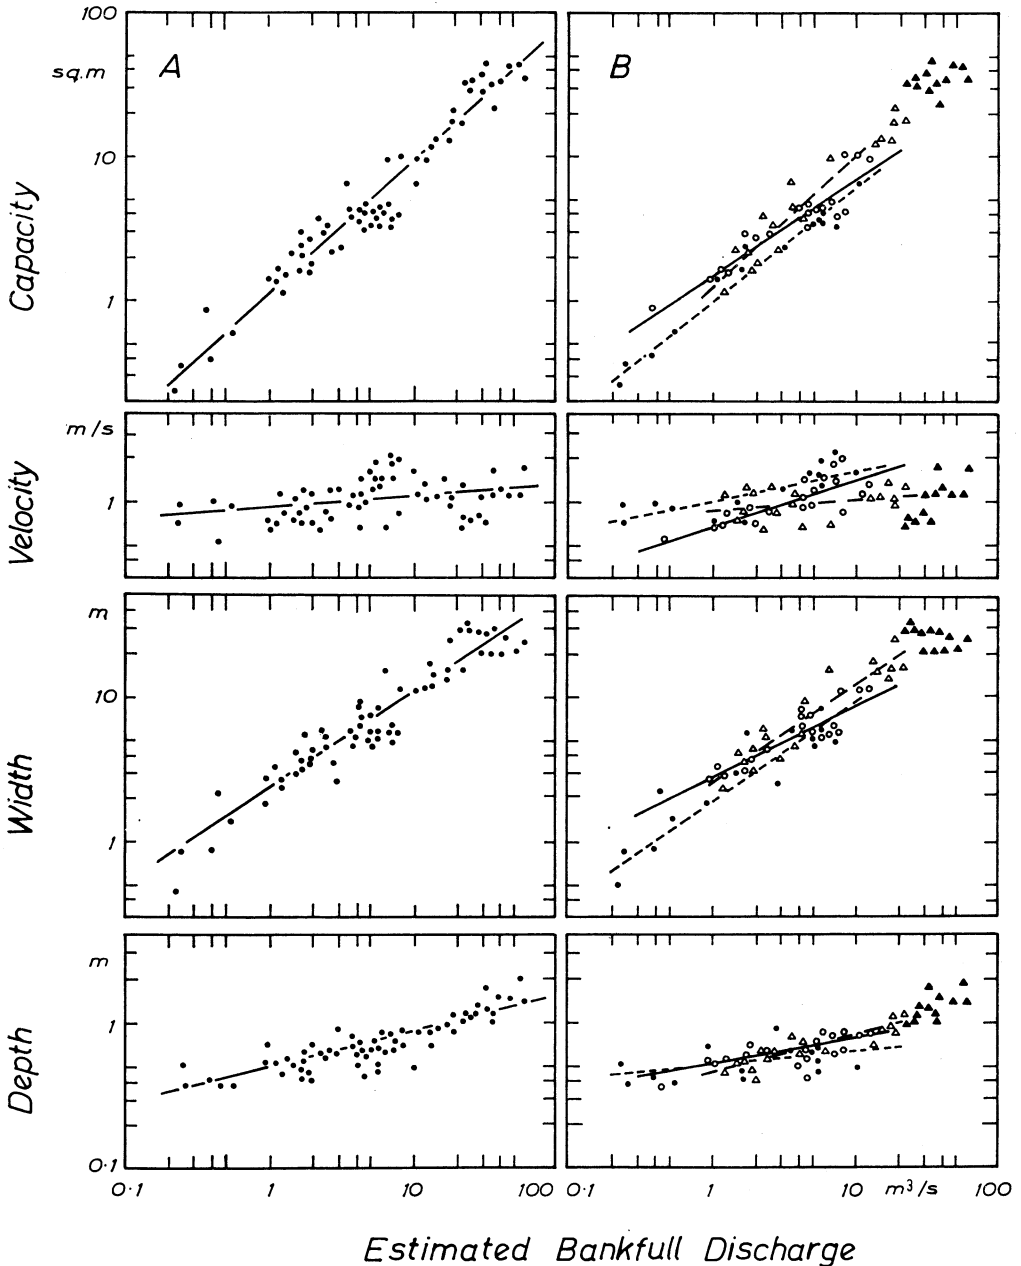 100
sq.m
A
B
10
Capacity
1
m/s
1
Velocity
m
10
Width
1
m
1
Depth
0·1
0·1 1 10 100 0·1 1 10 m³/s 100
Estimated Bankfull Discharge